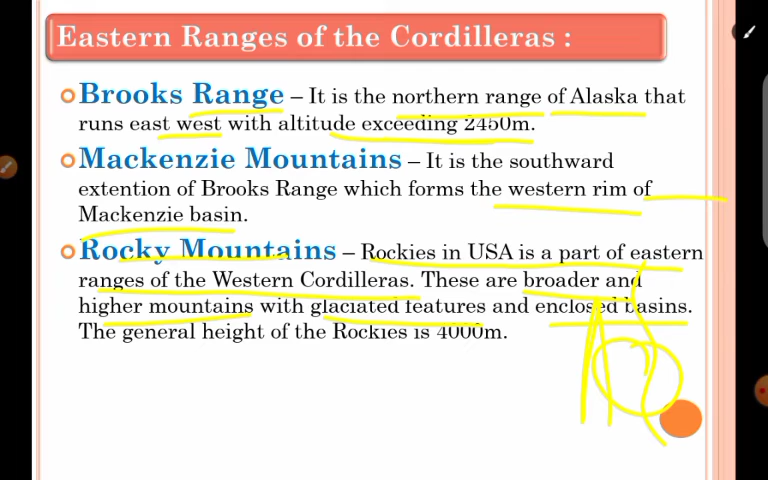 Eastern Ranges of the Cordilleras :
Brooks Range – It is the northern range of Alaska that
runs east west with altitude exceeding 2450m.
Mackenzie Mountains – It is the southward
extention of Brooks Range which forms the western rim of
Mackenzie basin.
Rocky Mountains – Rockies in USA is a part of eastern
ranges of the Western Cordilleras. These are broader and
higher mountains with glaciated features and enclosed basins.
The general height of the Rockies is 4000m.